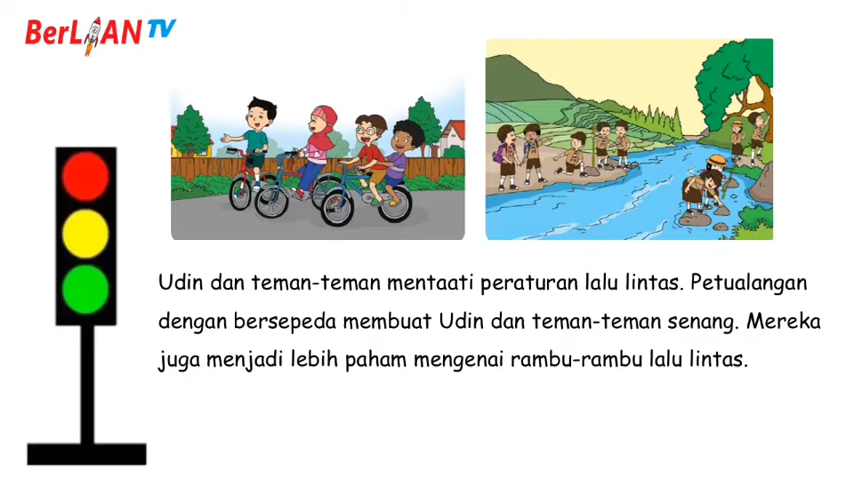 BerLIAN TV
Udin dan teman-teman mentaati peraturan lalu lintas. Petualangan
dengan bersepeda membuat Udin dan teman-teman senang. Mereka
juga menjadi lebih paham mengenai rambu-rambu lalu lintas.